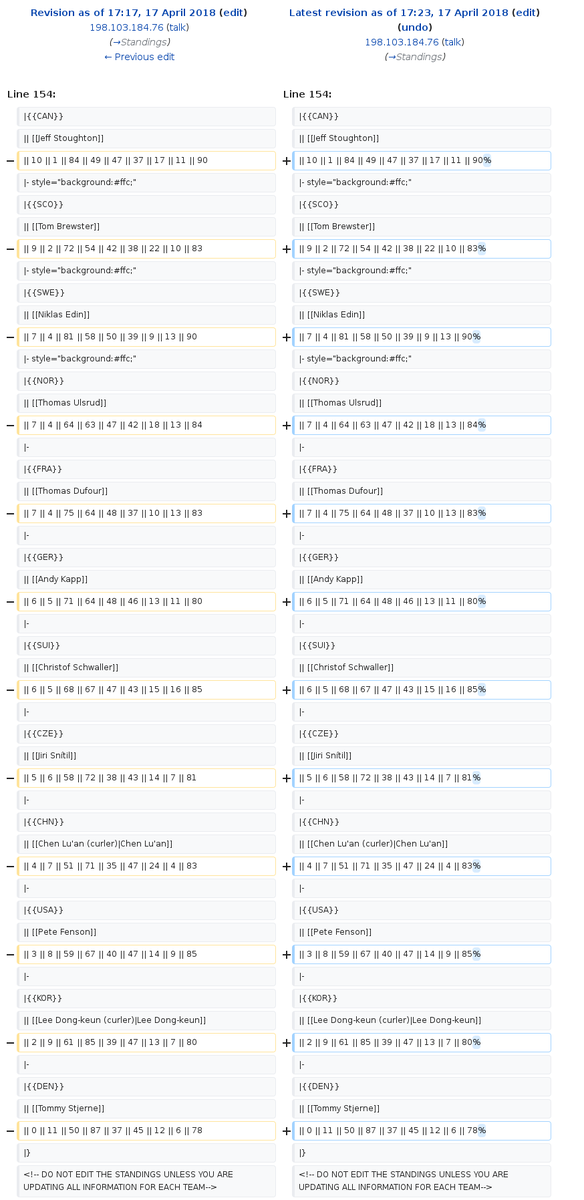 Revision as of 17:17, 17 April 2018 (edit)
198.103.184.76 (talk)
(→Standings)
← Previous edit
Latest revision as of 17:23, 17 April 2018 (edit)
(undo)
198.103.184.76 (talk)
(→Standings)
Line 154: Line 154:
|{{CAN}} |{{CAN}}
|| [[Jeff Stoughton]] || [[Jeff Stoughton]]
− || 10 || 1 || 84 || 49 || 47 || 37 || 17 || 11 || 90 + || 10 || 1 || 84 || 49 || 47 || 37 || 17 || 11 || 90%
|- style="background:#ffc;" |- style="background:#ffc;"
|{{SCO}} |{{SCO}}
|| [[Tom Brewster]] || [[Tom Brewster]]
− || 9 || 2 || 72 || 54 || 42 || 38 || 22 || 10 || 83 + || 9 || 2 || 72 || 54 || 42 || 38 || 22 || 10 || 83%
|- style="background:#ffc;" |- style="background:#ffc;"
|{{SWE}} |{{SWE}}
|| [[Niklas Edin]] || [[Niklas Edin]]
− || 7 || 4 || 81 || 58 || 50 || 39 || 9 || 13 || 90 + || 7 || 4 || 81 || 58 || 50 || 39 || 9 || 13 || 90%
|- style="background:#ffc;" |- style="background:#ffc;"
|{{NOR}} |{{NOR}}
|| [[Thomas Ulsrud]] || [[Thomas Ulsrud]]
− || 7 || 4 || 64 || 63 || 47 || 42 || 18 || 13 || 84 + || 7 || 4 || 64 || 63 || 47 || 42 || 18 || 13 || 84%
|- |-
|{{FRA}} |{{FRA}}
|| [[Thomas Dufour]] || [[Thomas Dufour]]
− || 7 || 4 || 75 || 64 || 48 || 37 || 10 || 13 || 83 + || 7 || 4 || 75 || 64 || 48 || 37 || 10 || 13 || 83%
|- |-
|{{GER}} |{{GER}}
|| [[Andy Kapp]] || [[Andy Kapp]]
− || 6 || 5 || 71 || 64 || 48 || 46 || 13 || 11 || 80 + || 6 || 5 || 71 || 64 || 48 || 46 || 13 || 11 || 80%
|- |-
|{{SUI}} |{{SUI}}
|| [[Christof Schwaller]] || [[Christof Schwaller]]
− || 6 || 5 || 68 || 67 || 47 || 43 || 15 || 16 || 85 + || 6 || 5 || 68 || 67 || 47 || 43 || 15 || 16 || 85%
|- |-
|{{CZE}} |{{CZE}}
|| [[Jiri Snítil]] || [[Jiri Snítil]]
− || 5 || 6 || 58 || 72 || 38 || 43 || 14 || 7 || 81 + || 5 || 6 || 58 || 72 || 38 || 43 || 14 || 7 || 81%
|- |-
|{{CHN}} |{{CHN}}
|| [[Chen Lu'an (curler)|Chen Lu'an]] || [[Chen Lu'an (curler)|Chen Lu'an]]
− || 4 || 7 || 51 || 71 || 35 || 47 || 24 || 4 || 83 + || 4 || 7 || 51 || 71 || 35 || 47 || 24 || 4 || 83%
|- |-
|{{USA}} |{{USA}}
|| [[Pete Fenson]] || [[Pete Fenson]]
− || 3 || 8 || 59 || 67 || 40 || 47 || 14 || 9 || 85 + || 3 || 8 || 59 || 67 || 40 || 47 || 14 || 9 || 85%
|- |-
|{{KOR}} |{{KOR}}
|| [[Lee Dong-keun (curler)|Lee Dong-keun]] || [[Lee Dong-keun (curler)|Lee Dong-keun]]
− || 2 || 9 || 61 || 85 || 39 || 47 || 13 || 7 || 80 + || 2 || 9 || 61 || 85 || 39 || 47 || 13 || 7 || 80%
|- |-
|{{DEN}} |{{DEN}}
|| [[Tommy Stjerne]] || [[Tommy Stjerne]]
− || 0 || 11 || 50 || 87 || 37 || 45 || 12 || 6 || 78 + || 0 || 11 || 50 || 87 || 37 || 45 || 12 || 6 || 78%
|} |}
<!-- DO NOT EDIT THE STANDINGS UNLESS YOU ARE <!-- DO NOT EDIT THE STANDINGS UNLESS YOU ARE
UPDATING ALL INFORMATION FOR EACH TEAM--> UPDATING ALL INFORMATION FOR EACH TEAM-->